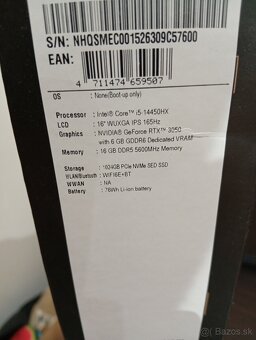 S/N: NHQSMEC001526309C57600
EAN:
4 711474 659507
OS : None(Boot-up only)
Processor : Intel® Core™ i5-14450HX
LCD : 16" WUXGA IPS 165Hz
Graphics : NVIDIA® GeForce RTX™ 3050
with 6 GB GDDR6 Dedicated VRAM
Memory : 16 GB DDR5 5600MHz Memory
Storage : *1024GB PCIe NVMe SED SSD
WLAN/Bluetooth : WIFI6E+BT
WWAN : NA
Battery : 76Wh Li-ion battery
© Bazos.sk